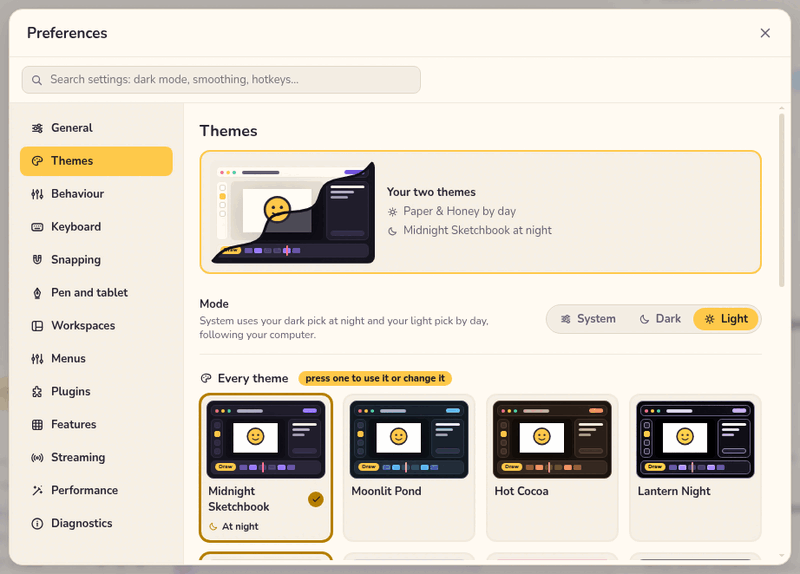 Preferences
Search settings: dark mode, smoothing, hotkeys...
General
Themes
Behaviour
Keyboard
Snapping
Pen and tablet
Workspaces
Menus
Plugins
Features
Streaming
Performance
Diagnostics
Themes
Your two themes
Paper & Honey by day
Midnight Sketchbook at night
Mode
System uses your dark pick at night and your light pick by day,
following your computer.
System
Dark
Light
Every theme
press one to use it or change it
Draw
Draw
Draw
Draw
Midnight
Sketchbook
At night
Moonlit Pond
Hot Cocoa
Lantern Night